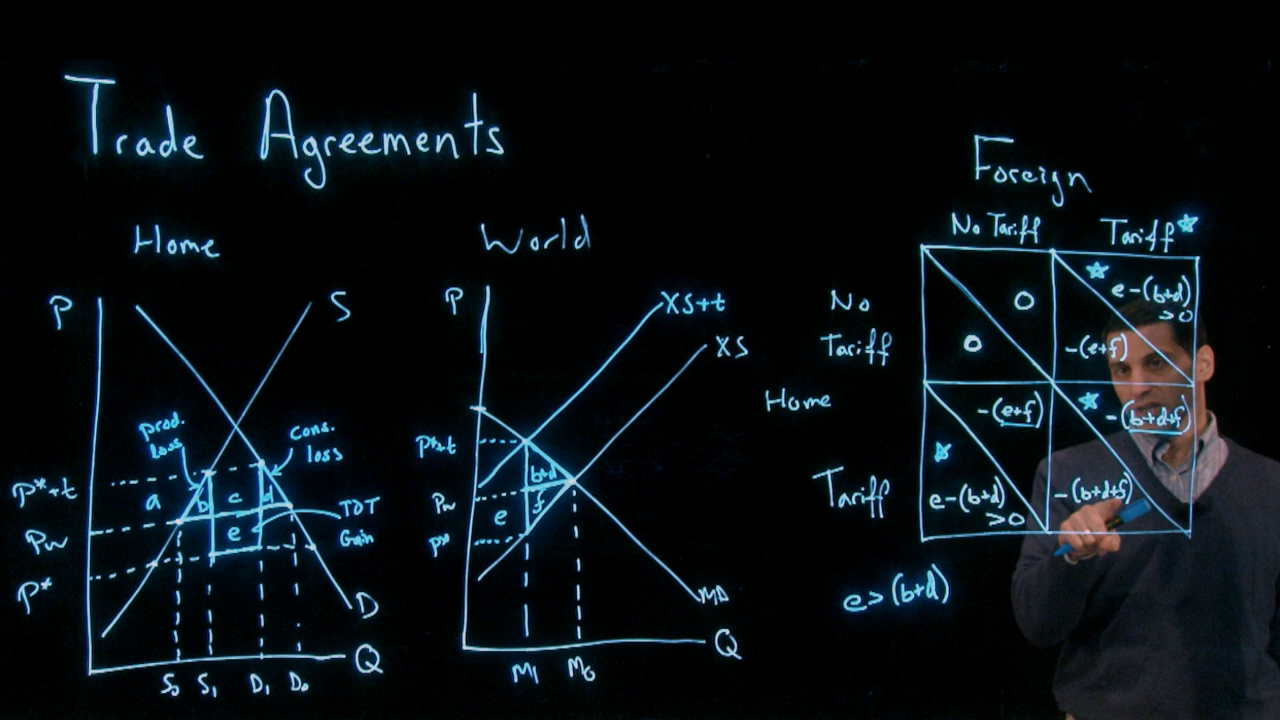 Trade Agreements
Home
P
S
prod.
loss
cons.
loss
P*+t
a
b
c
d
TOT
Gain
Pw
e
P*
D
Q
S₀ S₁ D₁ D₀
World
P
XS+t
XS
P*+t
b+d
Pw
e
f
P*
MD
Q
M₁ M₀
Foreign
No Tariff
Tariff
Home
No
Tariff
0
0
e-(b+d)
>0
-(e+f)
Tariff
-(e+f)
e-(b+d)
>0
-(b+d+f)
-(b+d+f)
e>(b+d)